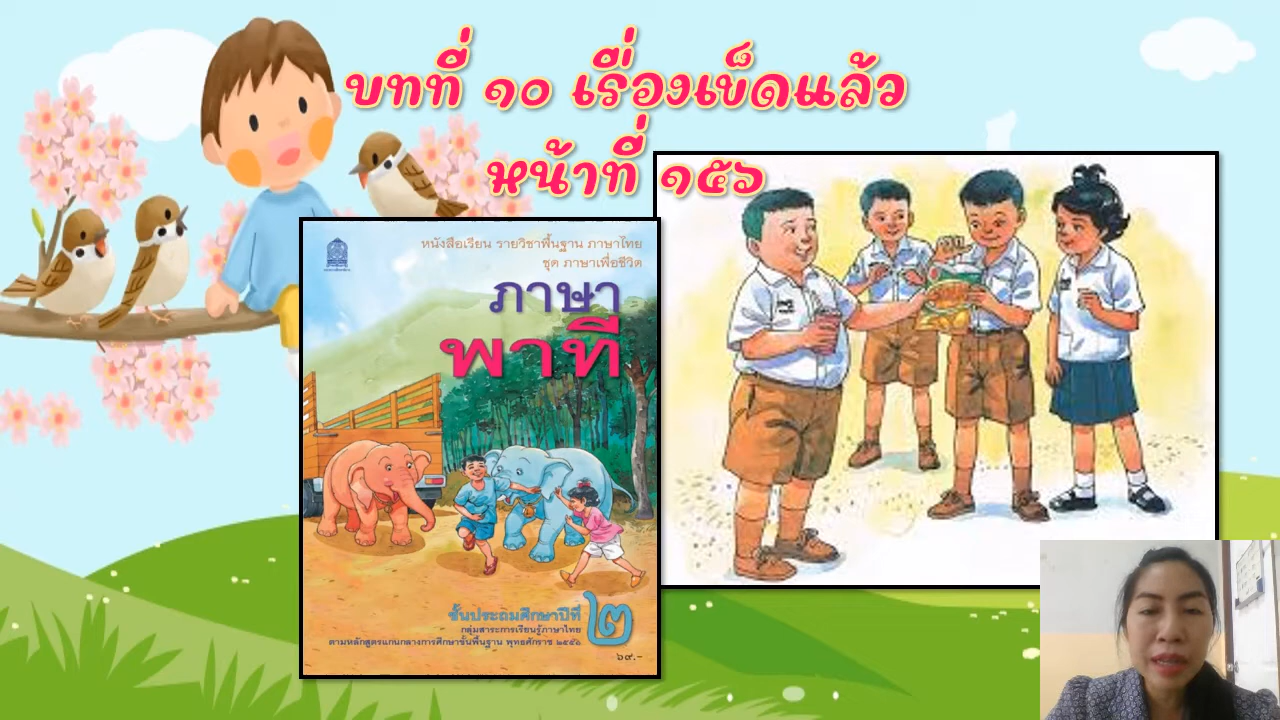 บทที่ ๑๐ เรื่องเข็ดแล้ว
หน้าที่ ๑๕๖
หนังสือเรียน รายวิชาพื้นฐาน ภาษาไทย
ชุด ภาษาเพื่อชีวิต
ภาษา
พาที
ชั้นประถมศึกษาปีที่ ๒
กลุ่มสาระการเรียนรู้ภาษาไทย
ตามหลักสูตรแกนกลางการศึกษาขั้นพื้นฐาน พุทธศักราช ๒๕๕๑
๖๙.-